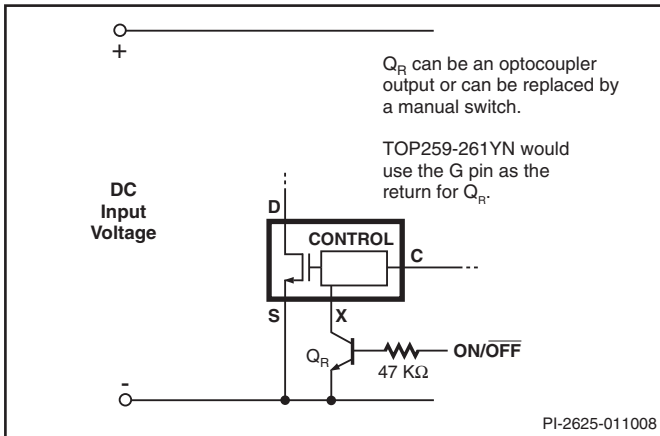 +
Q_R can be an optocoupler
output or can be replaced by
a manual switch.
TOP259-261YN would
use the G pin as the
return for Q_R.
DC
Input
Voltage
D
CONTROL
C
S
X
Q_R
47 KΩ
ON/O̅F̅F̅
-
PI-2625-011008